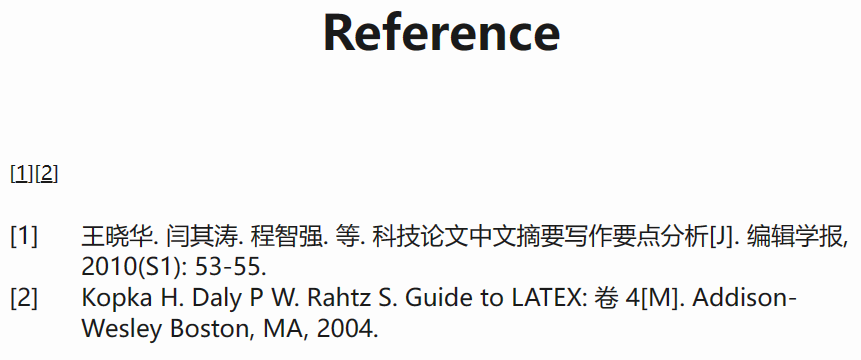 Reference
[1][2]
[1] 王晓华. 闫其涛. 程智强. 等. 科技论文中文摘要写作要点分析[J]. 编辑学报,
2010(S1): 53-55.
[2] Kopka H. Daly P W. Rahtz S. Guide to LATEX: 卷 4[M]. Addison-
Wesley Boston, MA, 2004.